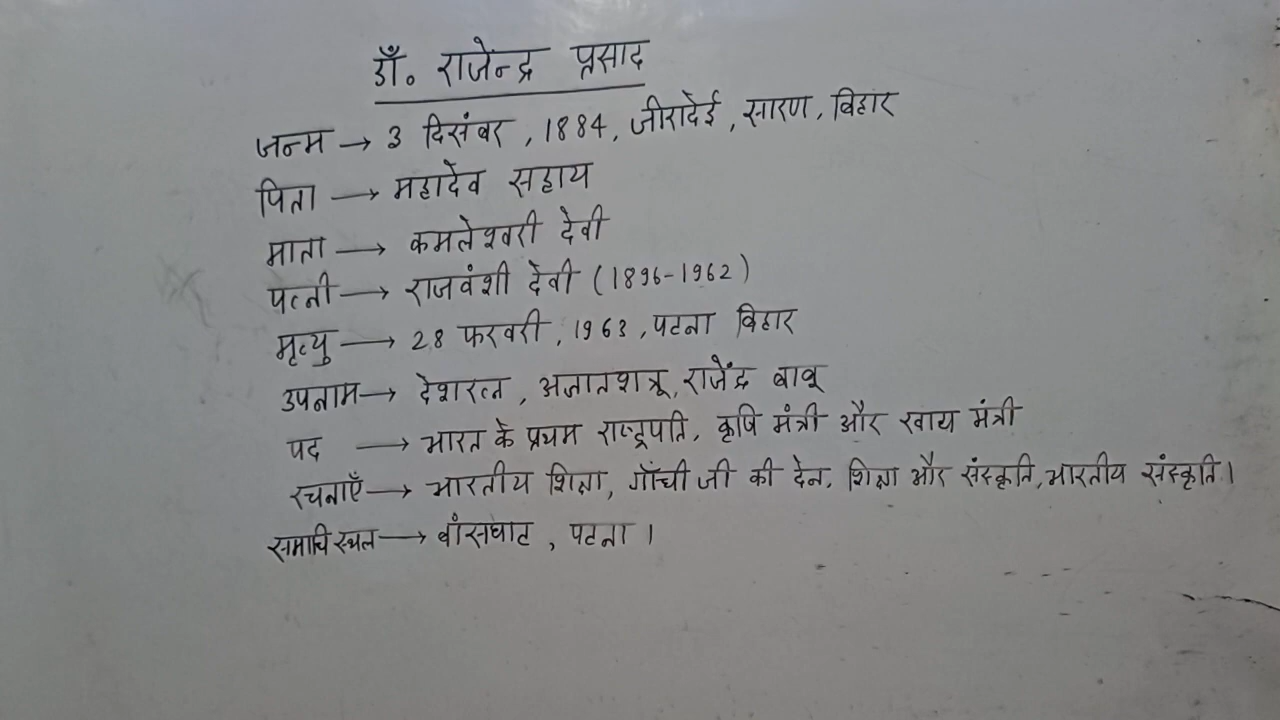 डॉ० राजेन्द्र प्रसाद
जन्म → 3 दिसंबर, 1884, जीरादेई, सारण, बिहार
पिता → महादेव सहाय
माता → कमलेश्वरी देवी
पत्नी → राजवंशी देवी (1896-1962)
मृत्यु → 28 फरवरी, 1963, पटना बिहार
उपनाम → देशरत्न, अजातशत्रू, राजेंद्र बाबू
पद → भारत के प्रथम राष्ट्रपति, कृषि मंत्री और खाद्य मंत्री
रचनाएँ → भारतीय शिक्षा, गाँधी जी की देन, शिक्षा और संस्कृति, भारतीय संस्कृति।
समाधि स्थल → बाँसघाट, पटना।